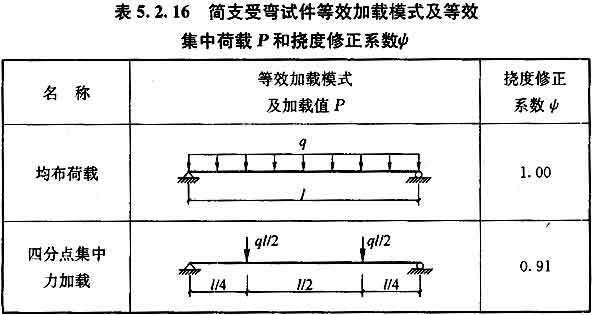 表 5.2.16 简支受弯试件等效加载模式及等效
集中荷载 P 和挠度修正系数ψ
名 称
等效加载模式
及加载值 P
挠度修正
系数 ψ
均布荷载
q
l
1.00
四分点集中
力加载
ql/2
ql/2
l/4
l/2
l/4
0.91